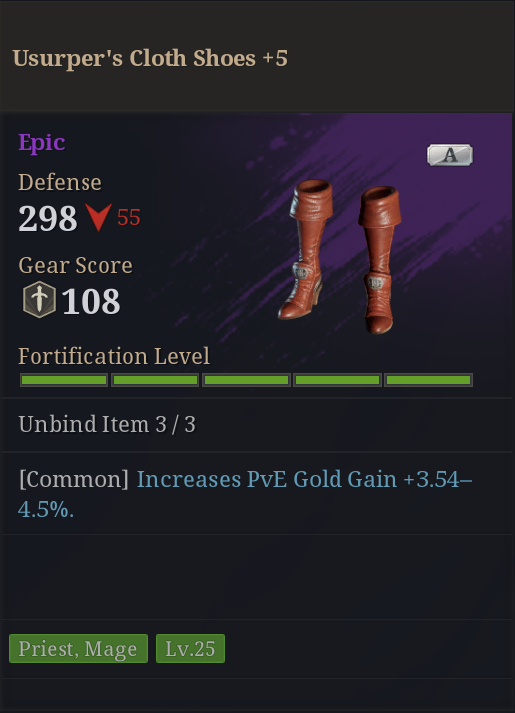 Usurper's Cloth Shoes +5
Epic
A
Defense
298 55
Gear Score
108
Fortification Level
Unbind Item 3 / 3
[Common] Increases PvE Gold Gain +3.54–
4.5%.
Priest, Mage Lv.25